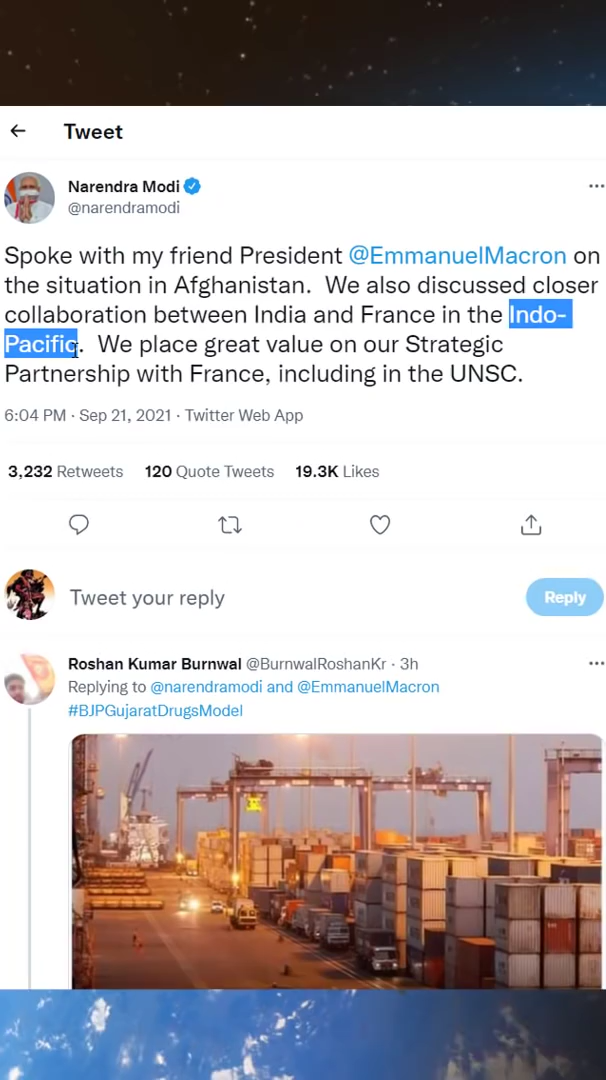 Tweet
Narendra Modi
@narendramodi
Spoke with my friend President @EmmanuelMacron on
the situation in Afghanistan.  We also discussed closer
collaboration between India and France in the Indo-
Pacific.  We place great value on our Strategic
Partnership with France, including in the UNSC.
6:04 PM · Sep 21, 2021 · Twitter Web App
3,232 Retweets 120 Quote Tweets 19.3K Likes
Tweet your reply
Reply
Roshan Kumar Burnwal @BurnwalRoshanKr · 3h
Replying to @narendramodi and @EmmanuelMacron
#BJPGujaratDrugsModel